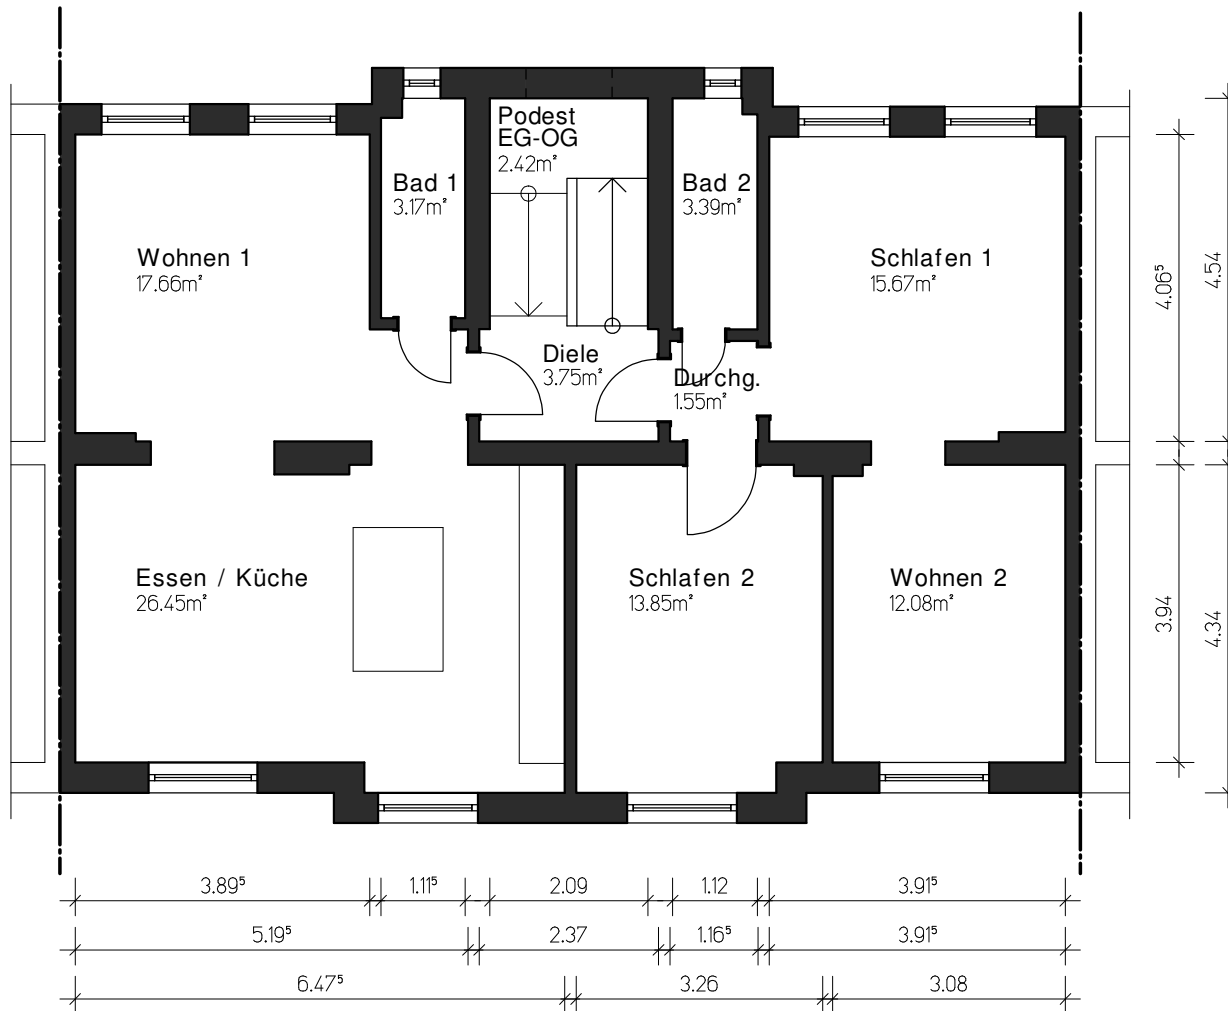 Podest
EG-OG
2.42m²
Bad 1
3.17m²
Bad 2
3.39m²
Wohnen 1
17.66m²
Schlafen 1
15.67m²
Diele
3.75m²
Durchg.
1.55m²
Essen / Küche
26.45m²
Schlafen 2
13.85m²
Wohnen 2
12.08m²
4.06⁵
4.54
3.94
4.34
3.89⁵ 1.11⁵ 2.09 1.12 3.91⁵
5.19⁵ 2.37 1.16⁵ 3.91⁵
6.47⁵ 3.26 3.08